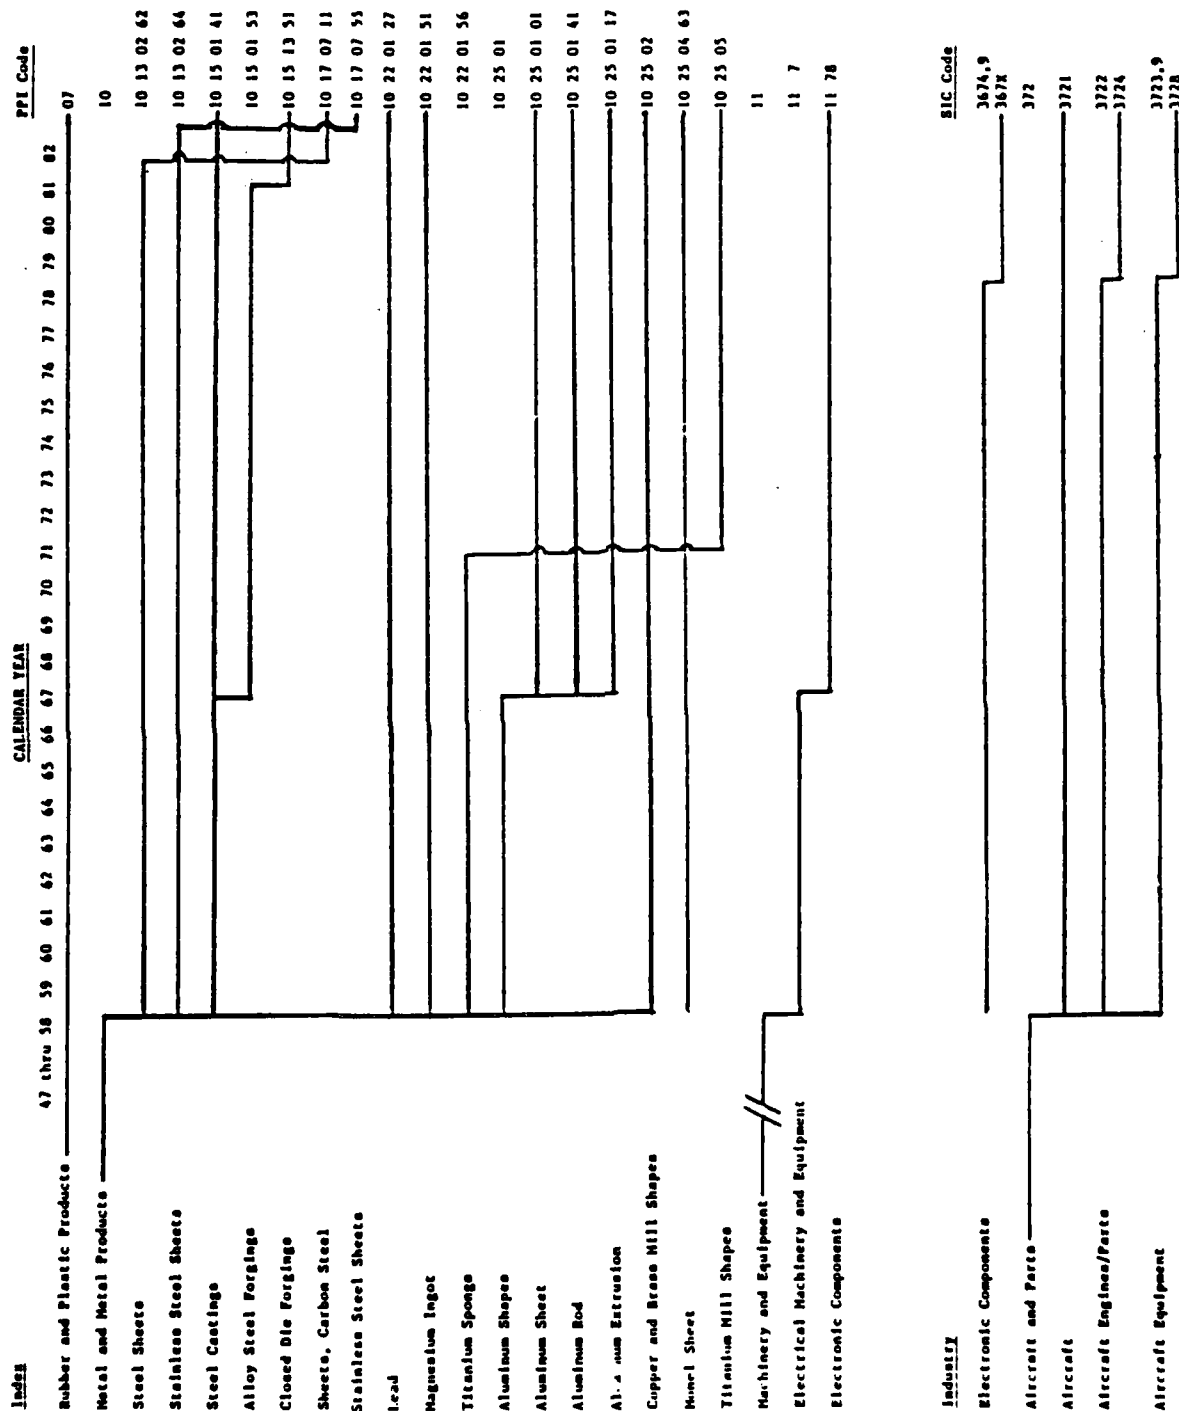 CALENDAR YEAR
Index 47 thru 58 59 60 61 62 63 64 65 66 67 68 69 70 71 72 73 74 75 76 77 78 79 80 81 82 PPI Code
Rubber and Plastic Products 07
Metal and Metal Products 10
Steel Sheets 10 13 02 62
Stainless Steel Sheets 10 13 02 64
Steel Castings 10 15 01 41
Alloy Steel Forgings 10 15 01 53
Closed Die Forgings 10 15 13 51
Sheets, Carbon Steel 10 17 07 11
Stainless Steel Sheets 10 17 07 55
Lead 10 22 01 27
Magnesium Ingot 10 22 01 51
Titanium Sponge 10 22 01 56
Aluminum Shapes 10 25 01
Aluminum Sheet 10 25 01 01
Aluminum Rod 10 25 01 41
Extrusion 10 25 01 17
Copper and Brass Mill Shapes 10 25 02
Monel Sheet 10 25 04 63
Titanium Mill Shapes 10 25 05
Machinery and Equipment 11
Electrical Machinery and Equipment 11 7
Electronic Components 11 78
Industry SIC Code
Electronic Components 3674,9
367X
Aircraft and Parts 372
Aircraft 3721
Aircraft Engines/Parts 3722
3724
Aircraft Equipment 3723,9
3728